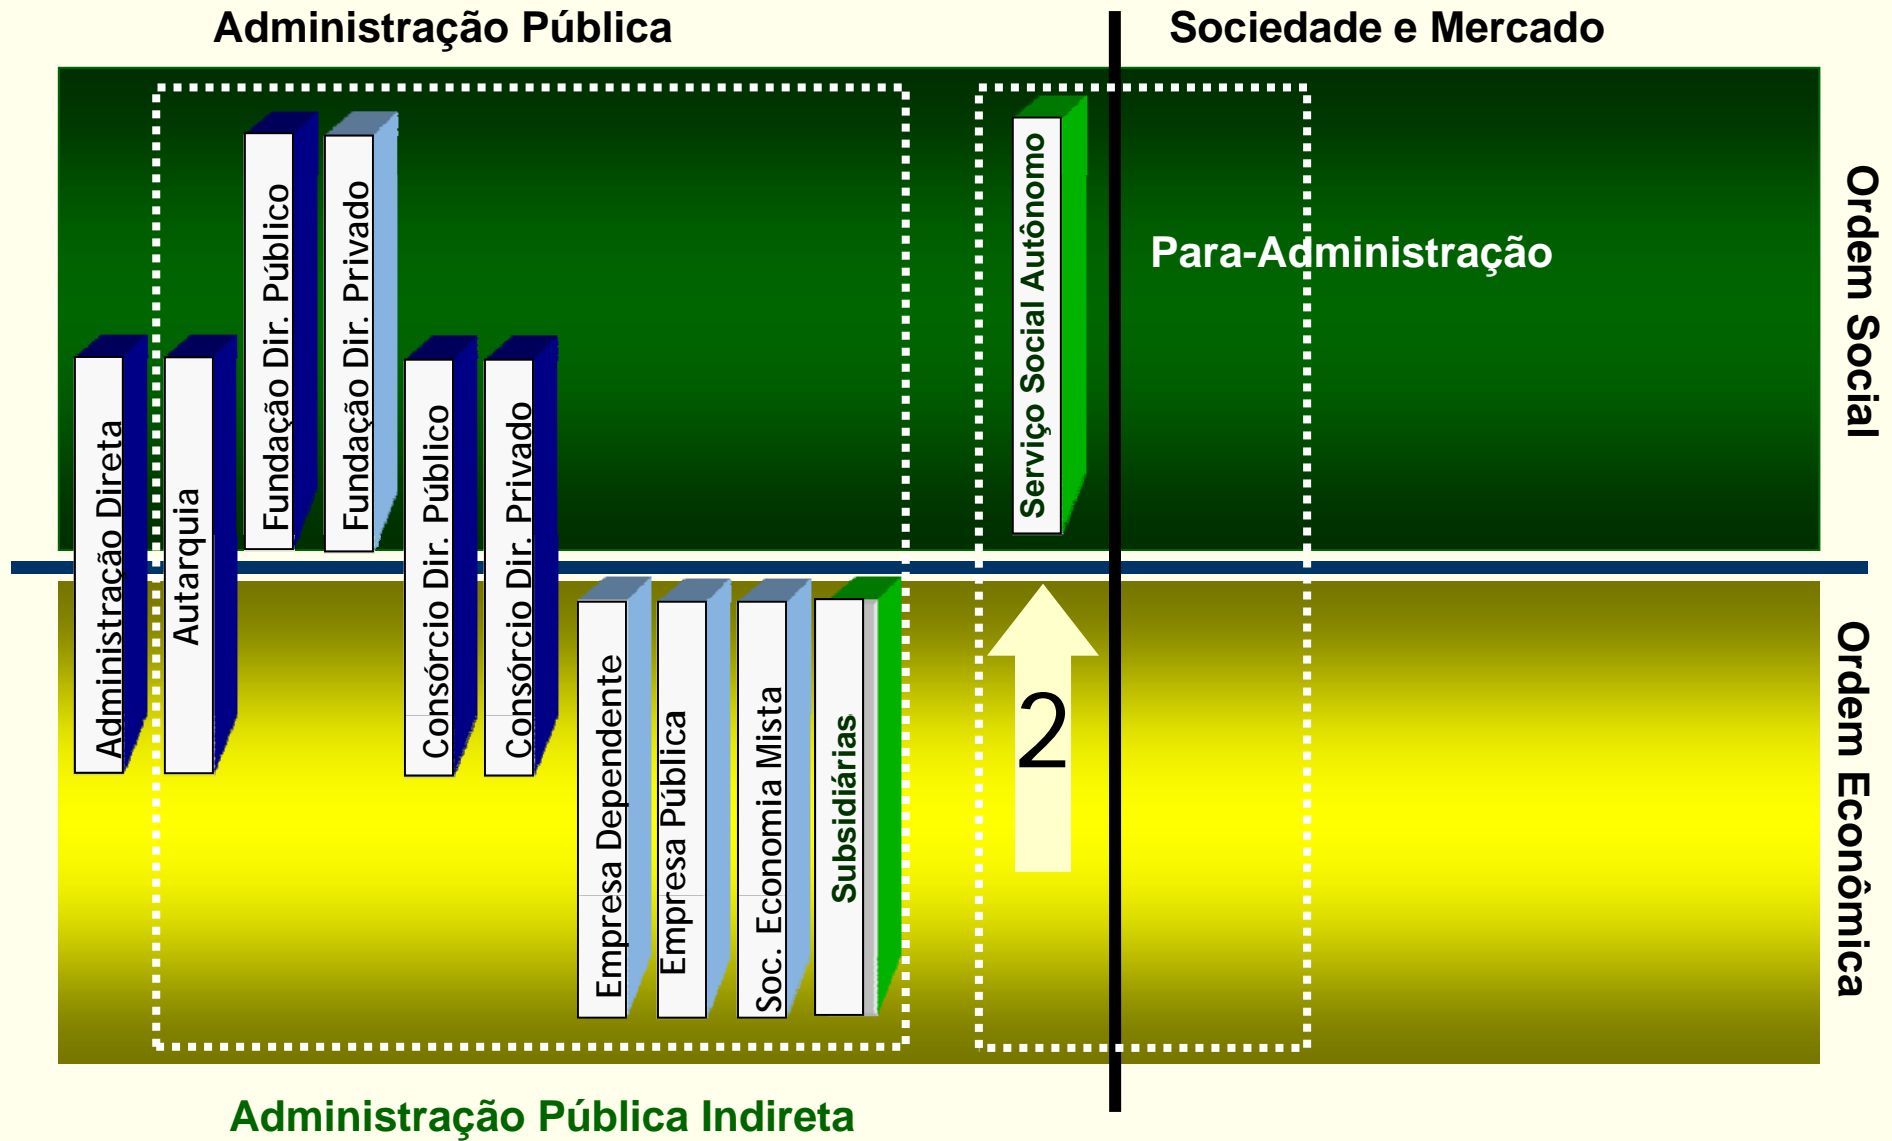 Administração Pública
Sociedade e Mercado
Administração Direta
Autarquia
Fundação Dir. Público
Fundação Dir. Privado
Consórcio Dir. Público
Consórcio Dir. Privado
Empresa Dependente
Empresa Pública
Soc. Economia Mista
Subsidiárias
Serviço Social Autônomo
Para-Administração
2
Ordem Social
Ordem Econômica
Administração Pública Indireta